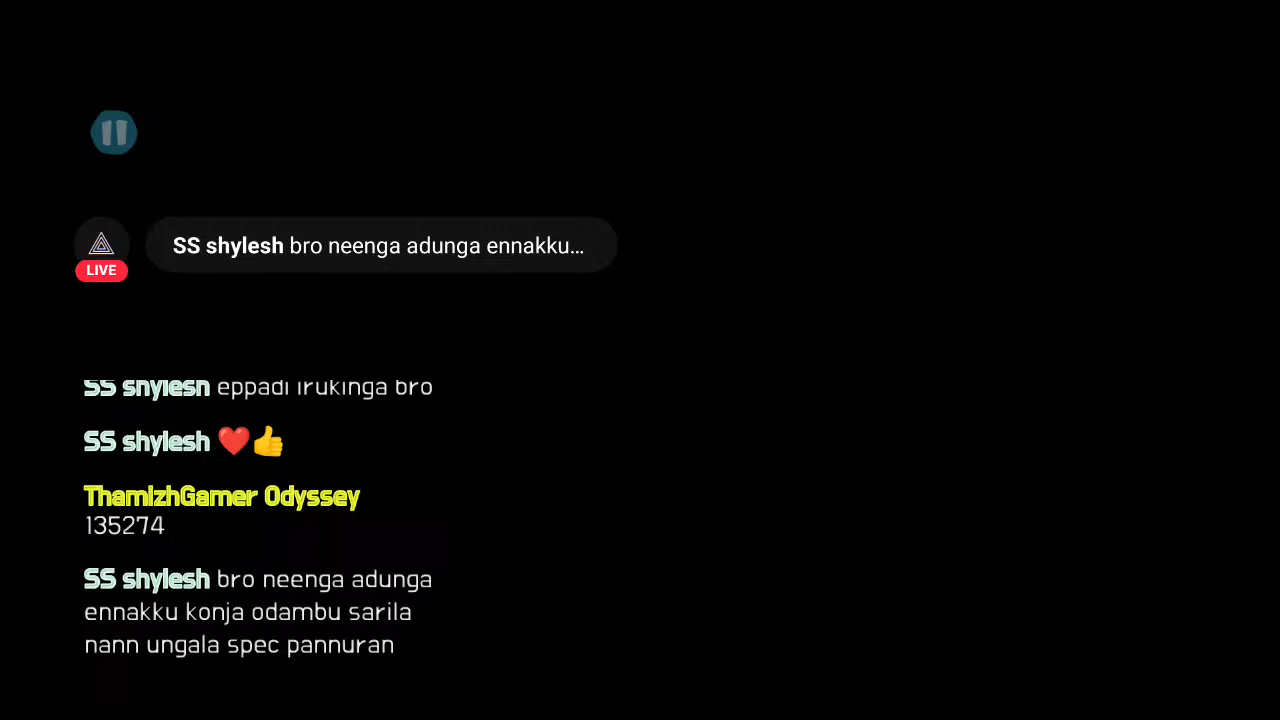 SS shylesh bro neenga adunga ennakku...
LIVE
SS shylesh eppadi irukinga bro
SS shylesh ❤️👍
ThamizhGamer Odyssey
135274
SS shylesh bro neenga adunga
ennakku konja odambu sarila
nann ungala spec pannuran